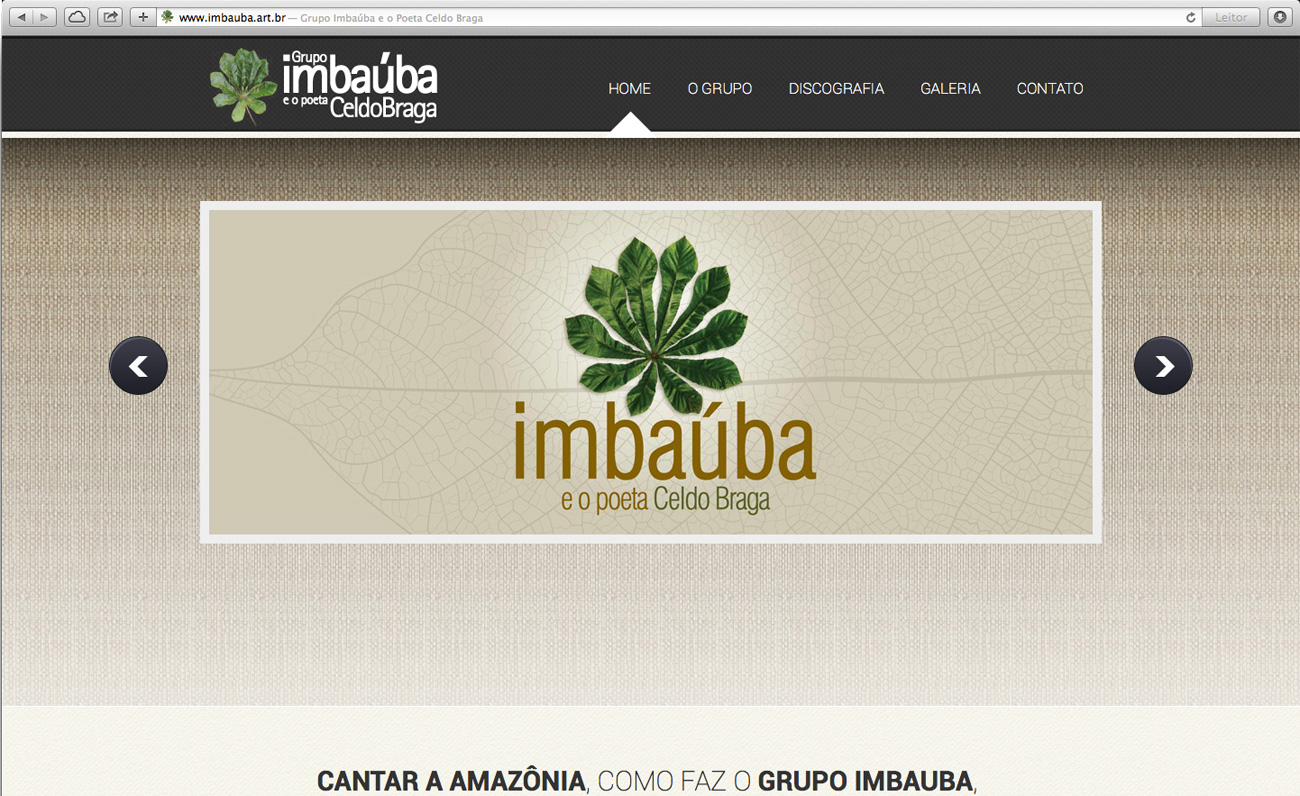 www.imbauba.art.br — Grupo Imbaúba e o Poeta Celdo Braga
Leitor
Grupo
imbaúba
e o poeta CeldoBraga
HOME O GRUPO DISCOGRAFIA GALERIA CONTATO
imbaúba
e o poeta Celdo Braga
CANTAR A AMAZÔNIA, COMO FAZ O GRUPO IMBAUBA,